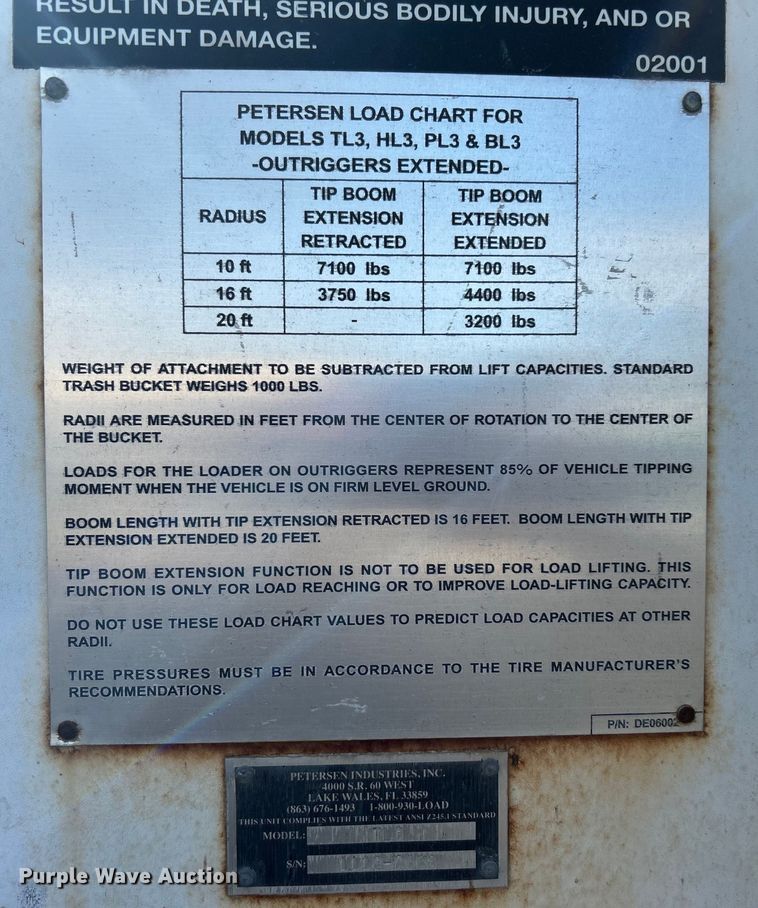 RESULT IN DEATH, SERIOUS BODILY INJURY, AND OR
EQUIPMENT DAMAGE.
02001
PETERSEN LOAD CHART FOR
MODELS TL3, HL3, PL3 & BL3
-OUTRIGGERS EXTENDED-
RADIUS
TIP BOOM
EXTENSION
RETRACTED
TIP BOOM
EXTENSION
EXTENDED
10 ft 7100 lbs 7100 lbs
16 ft 3750 lbs 4400 lbs
20 ft - 3200 lbs
WEIGHT OF ATTACHMENT TO BE SUBTRACTED FROM LIFT CAPACITIES. STANDARD
TRASH BUCKET WEIGHS 1000 LBS.
RADII ARE MEASURED IN FEET FROM THE CENTER OF ROTATION TO THE CENTER OF
THE BUCKET.
LOADS FOR THE LOADER ON OUTRIGGERS REPRESENT 85% OF VEHICLE TIPPING
MOMENT WHEN THE VEHICLE IS ON FIRM LEVEL GROUND.
BOOM LENGTH WITH TIP EXTENSION RETRACTED IS 16 FEET. BOOM LENGTH WITH TIP
EXTENSION EXTENDED IS 20 FEET.
TIP BOOM EXTENSION FUNCTION IS NOT TO BE USED FOR LOAD LIFTING. THIS
FUNCTION IS ONLY FOR LOAD REACHING OR TO IMPROVE LOAD-LIFTING CAPACITY.
DO NOT USE THESE LOAD CHART VALUES TO PREDICT LOAD CAPACITIES AT OTHER
RADII.
TIRE PRESSURES MUST BE IN ACCORDANCE TO THE TIRE MANUFACTURER'S
RECOMMENDATIONS.
P/N: DE06002
PETERSEN INDUSTRIES, INC.
4000 S.R. 60 WEST
LAKE WALES, FL 33859
(863) 676-1493 1-800-930-LOAD
THIS UNIT COMPLIES WITH THE LATEST ANSI Z245.1 STANDARD
MODEL:
S/N:
Purple Wave Auction